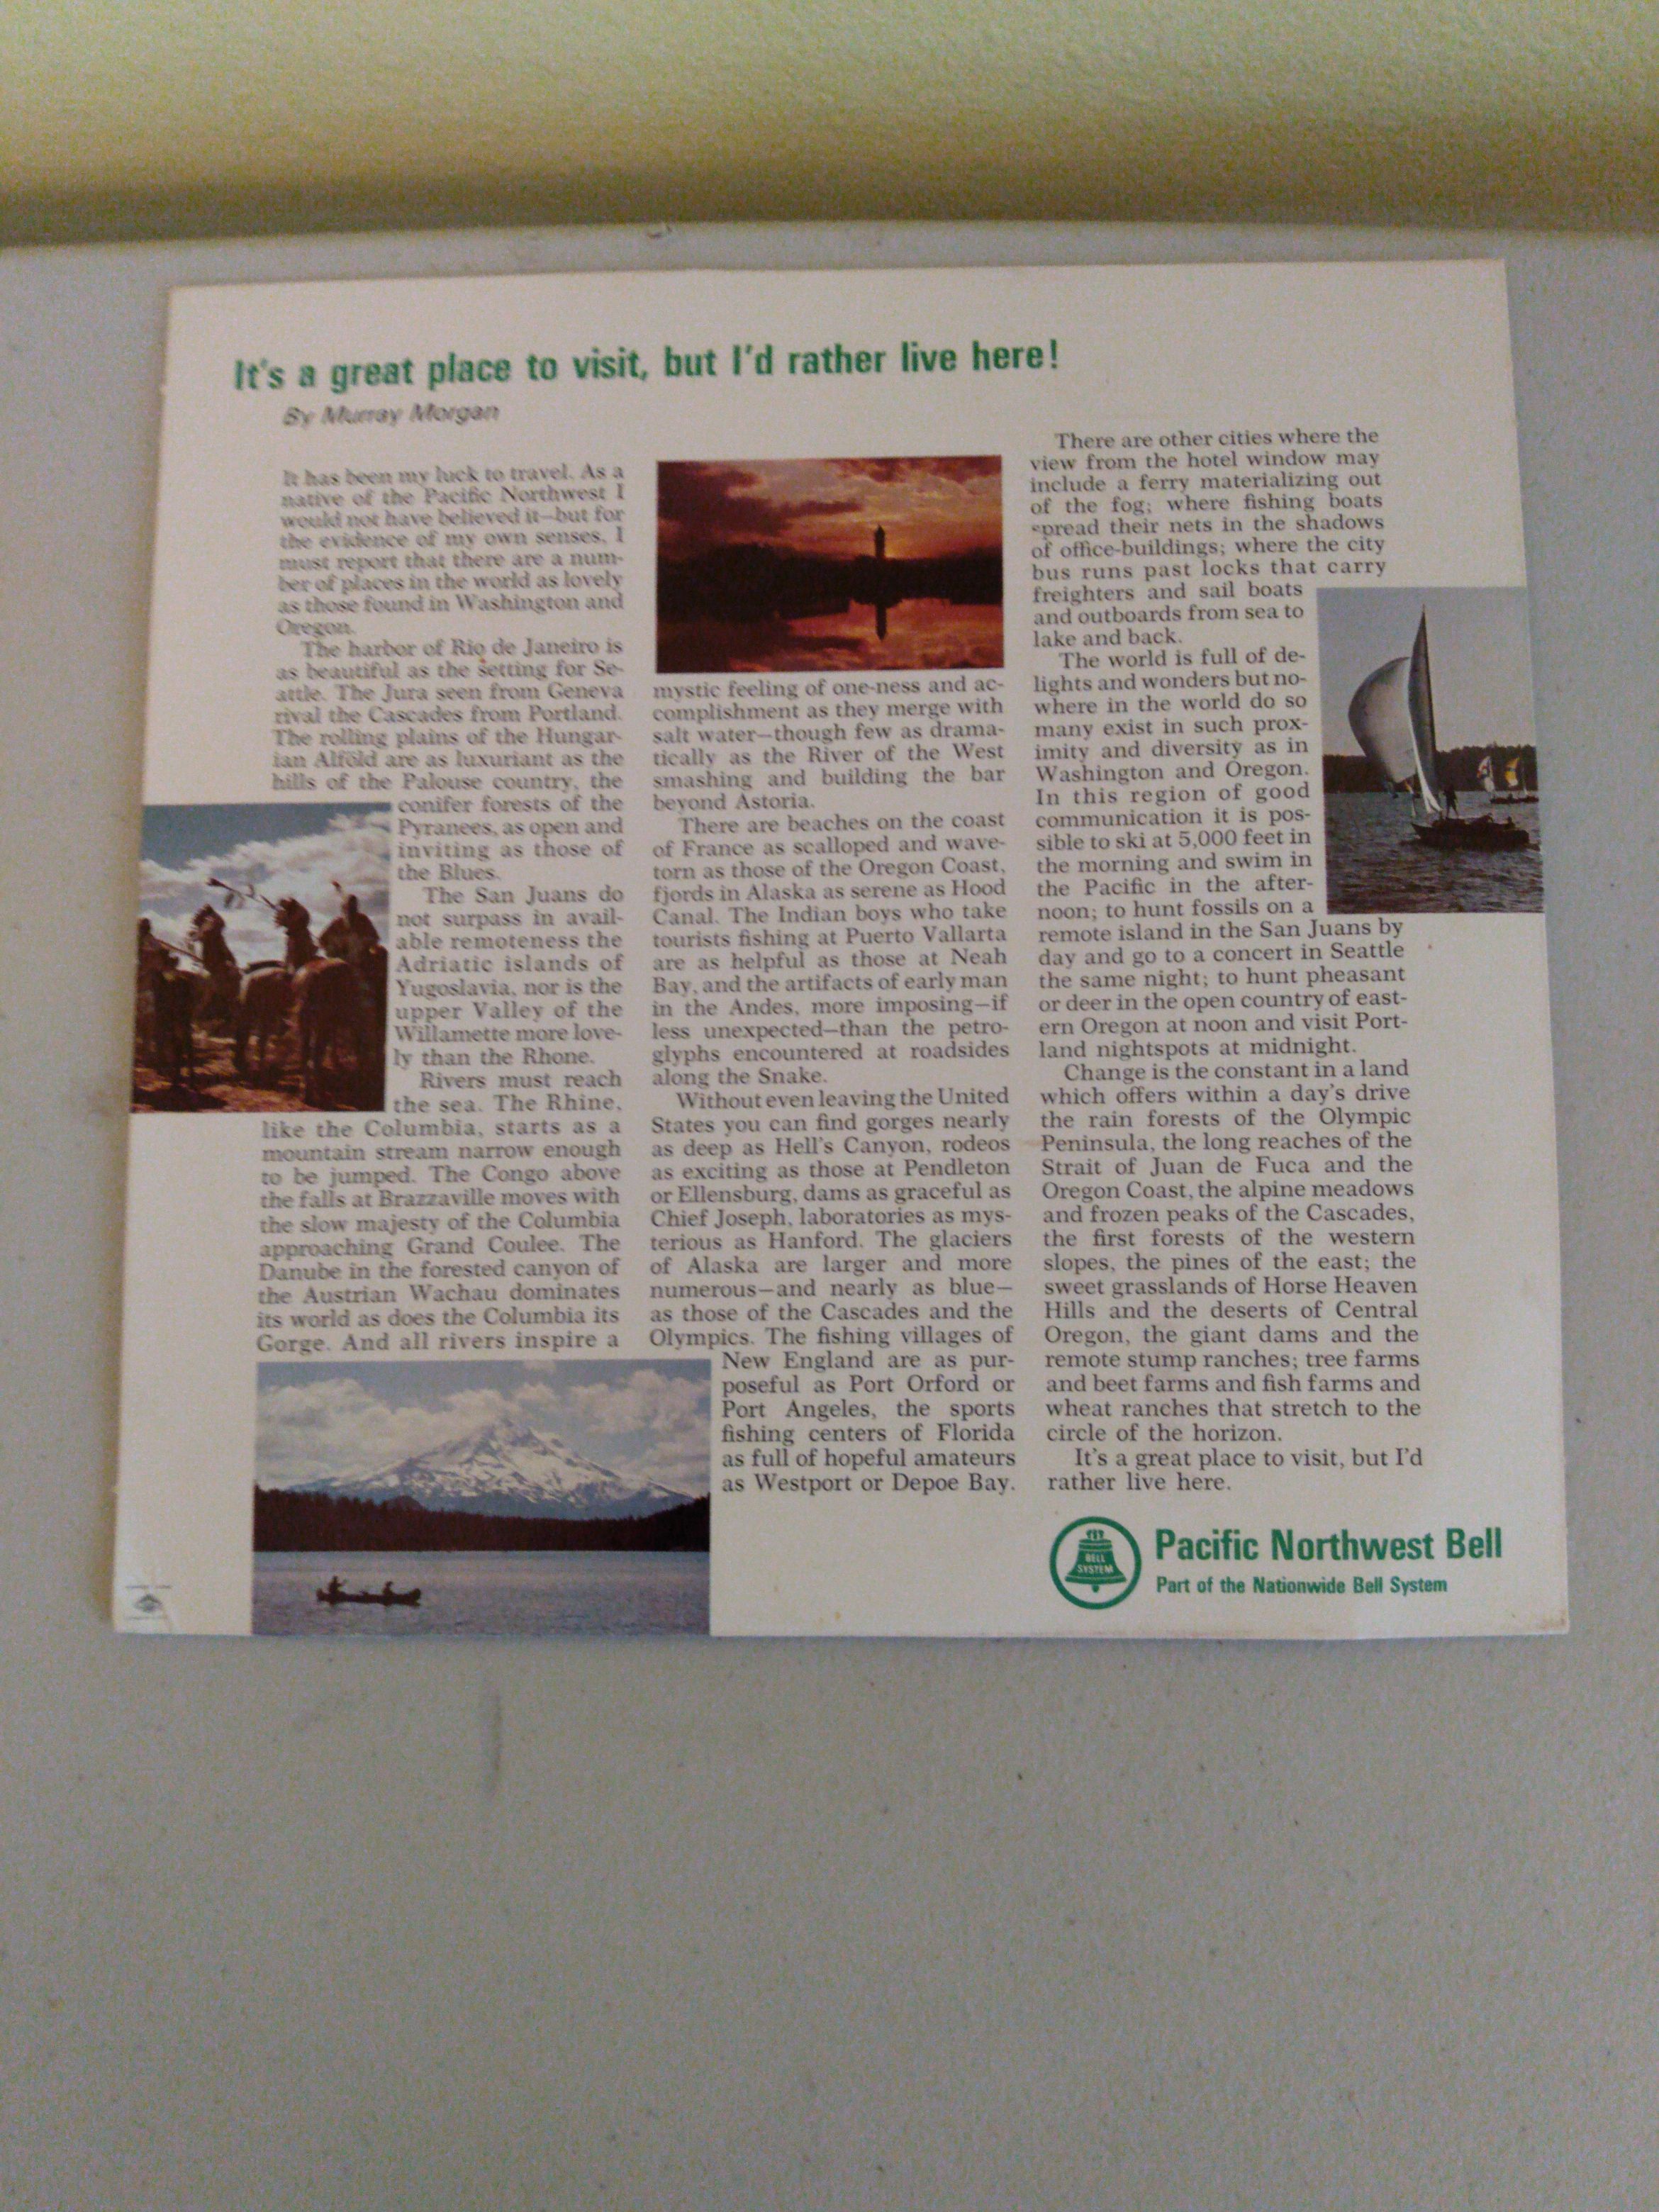 It's a great place to visit, but I'd rather live here!
By Murray Morgan
It has been my luck to travel. As a
native of the Pacific Northwest I
would not have believed it—but for
the evidence of my own senses, I
must report that there are a num-
ber of places in the world as lovely
as those found in Washington and
Oregon.
The harbor of Rio de Janeiro is
as beautiful as the setting for Se-
attle. The Jura seen from Geneva
rival the Cascades from Portland.
The rolling plains of the Hungar-
ian Alföld are as luxuriant as the
hills of the Palouse country, the
conifer forests of the
Pyranees, as open and
inviting as those of
the Blues.
The San Juans do
not surpass in avail-
able remoteness the
Adriatic islands of
Yugoslavia, nor is the
upper Valley of the
Willamette more love-
ly than the Rhone.
Rivers must reach
the sea. The Rhine,
like the Columbia, starts as a
mountain stream narrow enough
to be jumped. The Congo above
the falls at Brazzaville moves with
the slow majesty of the Columbia
approaching Grand Coulee. The
Danube in the forested canyon of
the Austrian Wachau dominates
its world as does the Columbia its
Gorge. And all rivers inspire a
mystic feeling of one-ness and ac-
complishment as they merge with
salt water—though few as drama-
tically as the River of the West
smashing and building the bar
beyond Astoria.
There are beaches on the coast
of France as scalloped and wave-
torn as those of the Oregon Coast,
fjords in Alaska as serene as Hood
Canal. The Indian boys who take
tourists fishing at Puerto Vallarta
are as helpful as those at Neah
Bay, and the artifacts of early man
in the Andes, more imposing—if
less unexpected—than the petro-
glyphs encountered at roadsides
along the Snake.
Without even leaving the United
States you can find gorges nearly
as deep as Hell's Canyon, rodeos
as exciting as those at Pendleton
or Ellensburg, dams as graceful as
Chief Joseph, laboratories as mys-
terious as Hanford. The glaciers
of Alaska are larger and more
numerous—and nearly as blue—
as those of the Cascades and the
Olympics. The fishing villages of
New England are as pur-
poseful as Port Orford or
Port Angeles, the sports
fishing centers of Florida
as full of hopeful amateurs
as Westport or Depoe Bay.
There are other cities where the
view from the hotel window may
include a ferry materializing out
of the fog; where fishing boats
spread their nets in the shadows
of office-buildings; where the city
bus runs past locks that carry
freighters and sail boats
and outboards from sea to
lake and back.
The world is full of de-
lights and wonders but no-
where in the world do so
many exist in such prox-
imity and diversity as in
Washington and Oregon.
In this region of good
communication it is pos-
sible to ski at 5,000 feet in
the morning and swim in
the Pacific in the after-
noon; to hunt fossils on a
remote island in the San Juans by
day and go to a concert in Seattle
the same night; to hunt pheasant
or deer in the open country of east-
ern Oregon at noon and visit Port-
land nightspots at midnight.
Change is the constant in a land
which offers within a day's drive
the rain forests of the Olympic
Peninsula, the long reaches of the
Strait of Juan de Fuca and the
Oregon Coast, the alpine meadows
and frozen peaks of the Cascades,
the first forests of the western
slopes, the pines of the east; the
sweet grasslands of Horse Heaven
Hills and the deserts of Central
Oregon, the giant dams and the
remote stump ranches; tree farms
and beet farms and fish farms and
wheat ranches that stretch to the
circle of the horizon.
It's a great place to visit, but I'd
rather live here.
BELL
SYSTEM
Pacific Northwest Bell
Part of the Nationwide Bell System